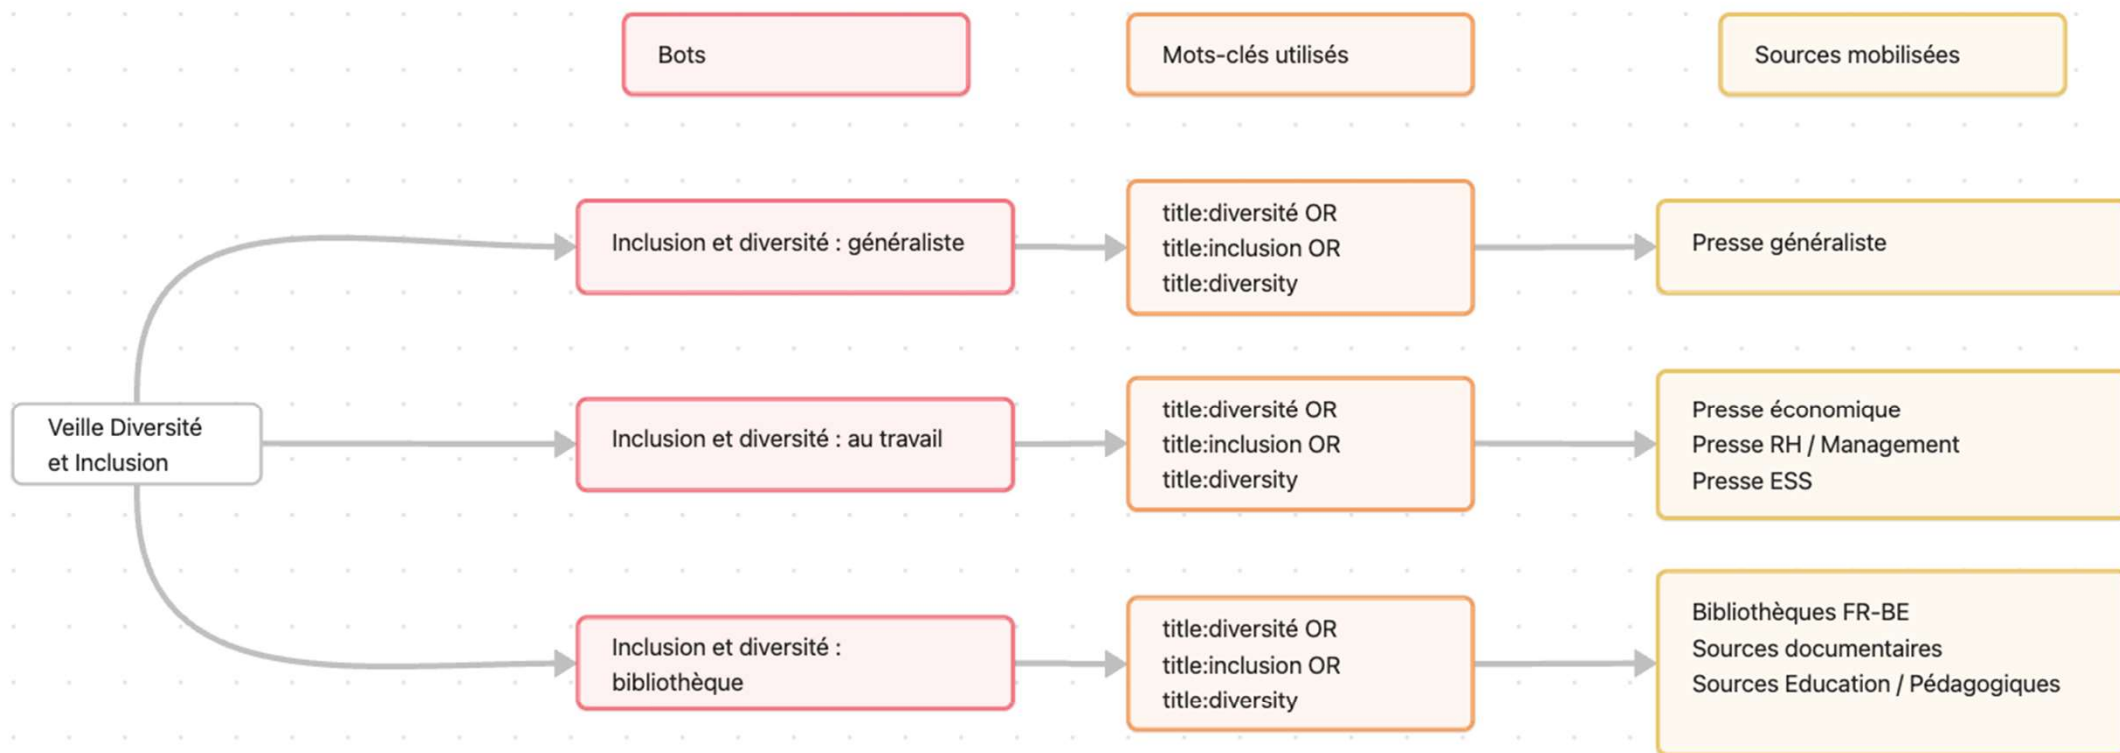 Bots
Mots-clés utilisés
Sources mobilisées
Veille Diversité
et Inclusion
Inclusion et diversité : généraliste
title:diversité OR
title:inclusion OR
title:diversity
Presse généraliste
Inclusion et diversité : au travail
title:diversité OR
title:inclusion OR
title:diversity
Presse économique
Presse RH / Management
Presse ESS
Inclusion et diversité :
bibliothèque
title:diversité OR
title:inclusion OR
title:diversity
Bibliothèques FR-BE
Sources documentaires
Sources Education / Pédagogiques